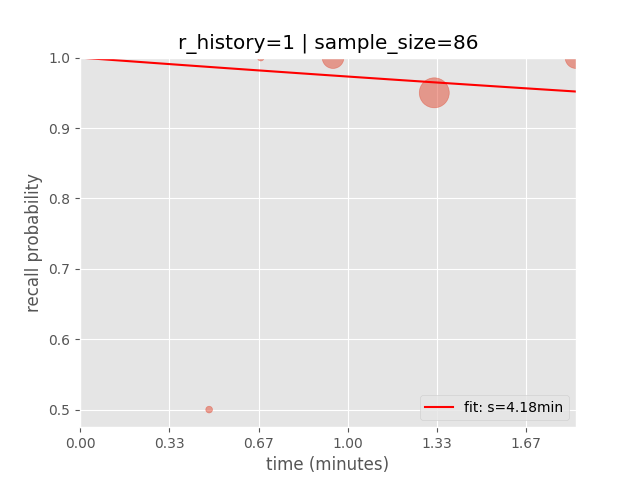 r_history=1 | sample_size=86
recall probability
1.0
0.9
0.8
0.7
0.6
0.5
fit: s=4.18min
0.00 0.33 0.67 1.00 1.33 1.67
time (minutes)